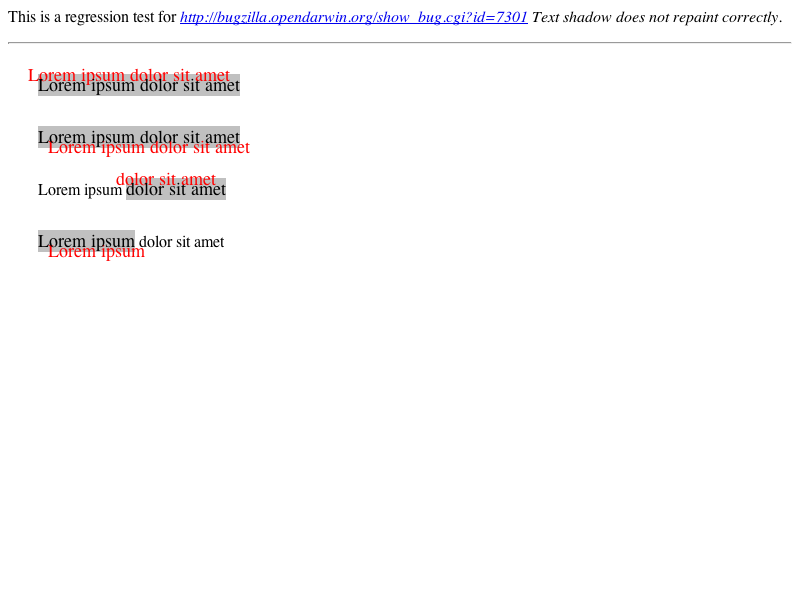 This is a regression test for http://bugzilla.opendarwin.org/show_bug.cgi?id=7301 Text shadow does not repaint correctly.
Lorem ipsum dolor sit amet
Lorem ipsum dolor sit amet
Lorem ipsum dolor sit amet
Lorem ipsum dolor sit amet
dolor sit amet
Lorem ipsum dolor sit amet
Lorem ipsum dolor sit amet
Lorem ipsum